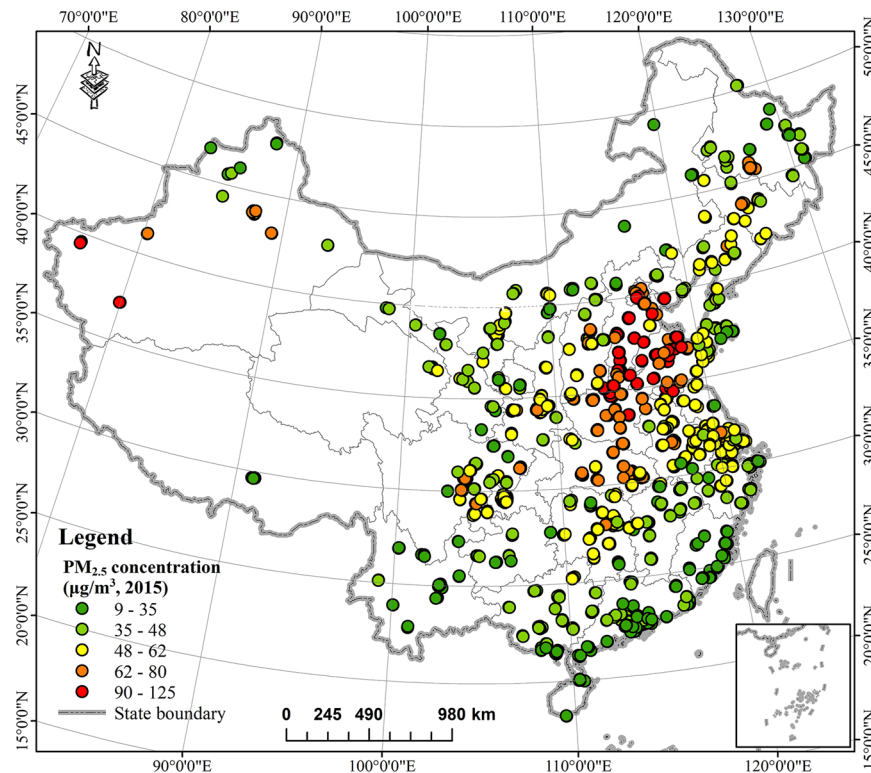 70°0'0"E 80°0'0"E 90°0'0"E 100°0'0"E 110°0'0"E 120°0'0"E 130°0'0"E
N
50°0'0"N
45°0'0"N
45°0'0"N
40°0'0"N
40°0'0"N
35°0'0"N
35°0'0"N
30°0'0"N
30°0'0"N
25°0'0"N
25°0'0"N
20°0'0"N
20°0'0"N
15°0'0"N
15°0'0"N
Legend
PM2.5 concentration
(μg/m³, 2015)
9 - 35
35 - 48
48 - 62
62 - 80
90 - 125
State boundary
0 245 490 980 km
90°0'0"E 100°0'0"E 110°0'0"E 120°0'0"E